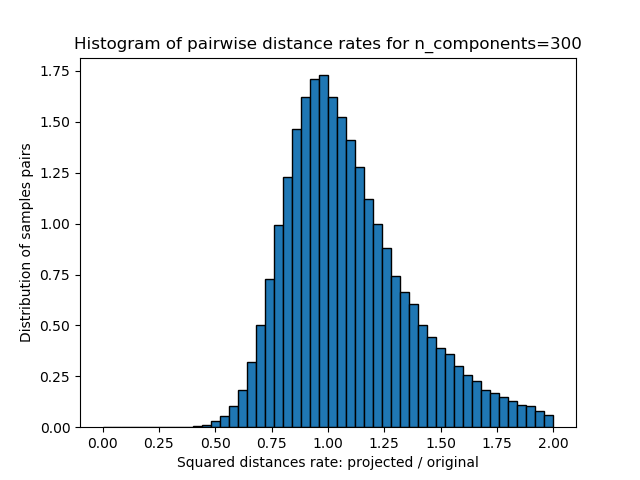 Histogram of pairwise distance rates for n_components=300
1.75
1.50
1.25
1.00
0.75
0.50
0.25
0.00
Distribution of samples pairs
0.00 0.25 0.50 0.75 1.00 1.25 1.50 1.75 2.00
Squared distances rate: projected / original